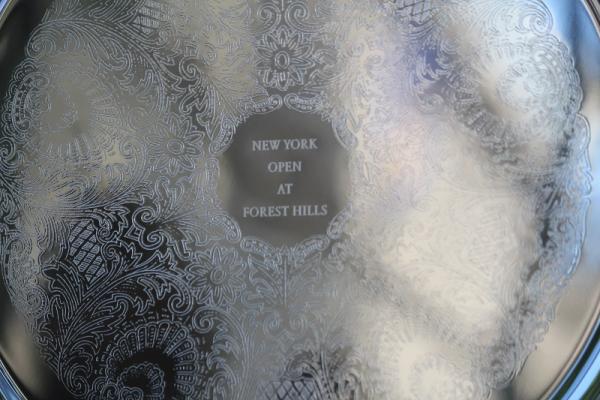 NEW YORK
OPEN
AT
FOREST HILLS